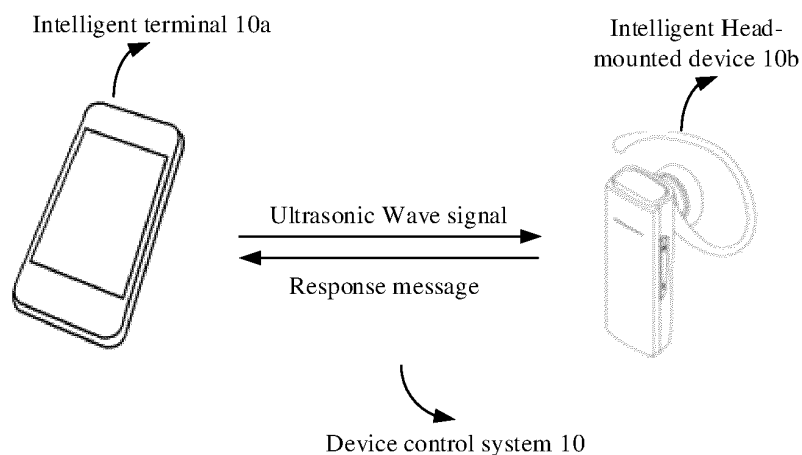 Intelligent terminal 10a
Intelligent Head-
mounted device 10b
Ultrasonic Wave signal
Response message
Device control system 10